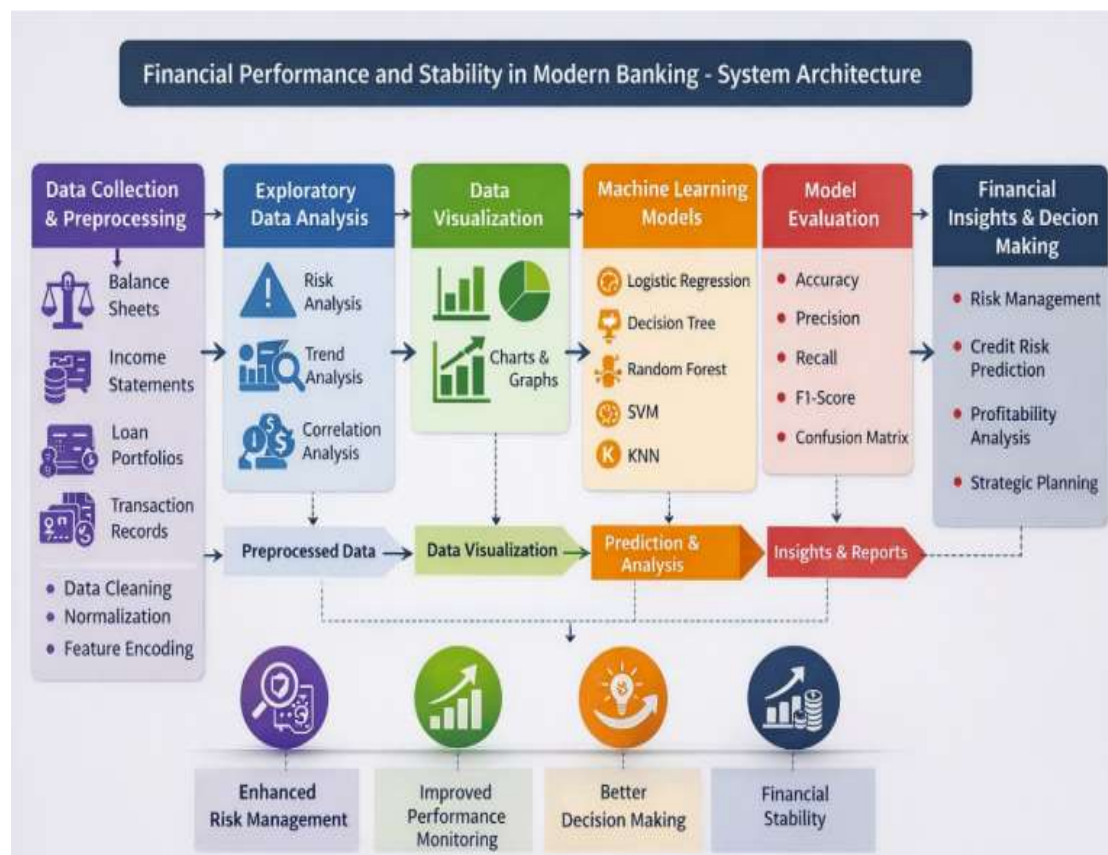 Financial Performance and Stability in Modern Banking - System Architecture
Data Collection
& Preprocessing
Balance
Sheets
Income
Statements
Loan
Portfolios
Transaction
Records
Data Cleaning
Normalization
Feature Encoding
Exploratory
Data Analysis
Risk
Analysis
Trend
Analysis
Correlation
Analysis
Data
Visualization
Charts &
Graphs
Machine Learning
Models
Logistic Regression
Decision Tree
Random Forest
SVM
K
KNN
Model
Evaluation
Accuracy
Precision
Recall
F1-Score
Confusion Matrix
Financial
Insights & Decion
Making
Risk Management
Credit Risk
Prediction
Profitability
Analysis
Strategic Planning
Preprocessed Data
Data Visualization
Prediction &
Analysis
Insights & Reports
Enhanced
Risk Management
Improved
Performance
Monitoring
Better
Decision Making
Financial
Stability